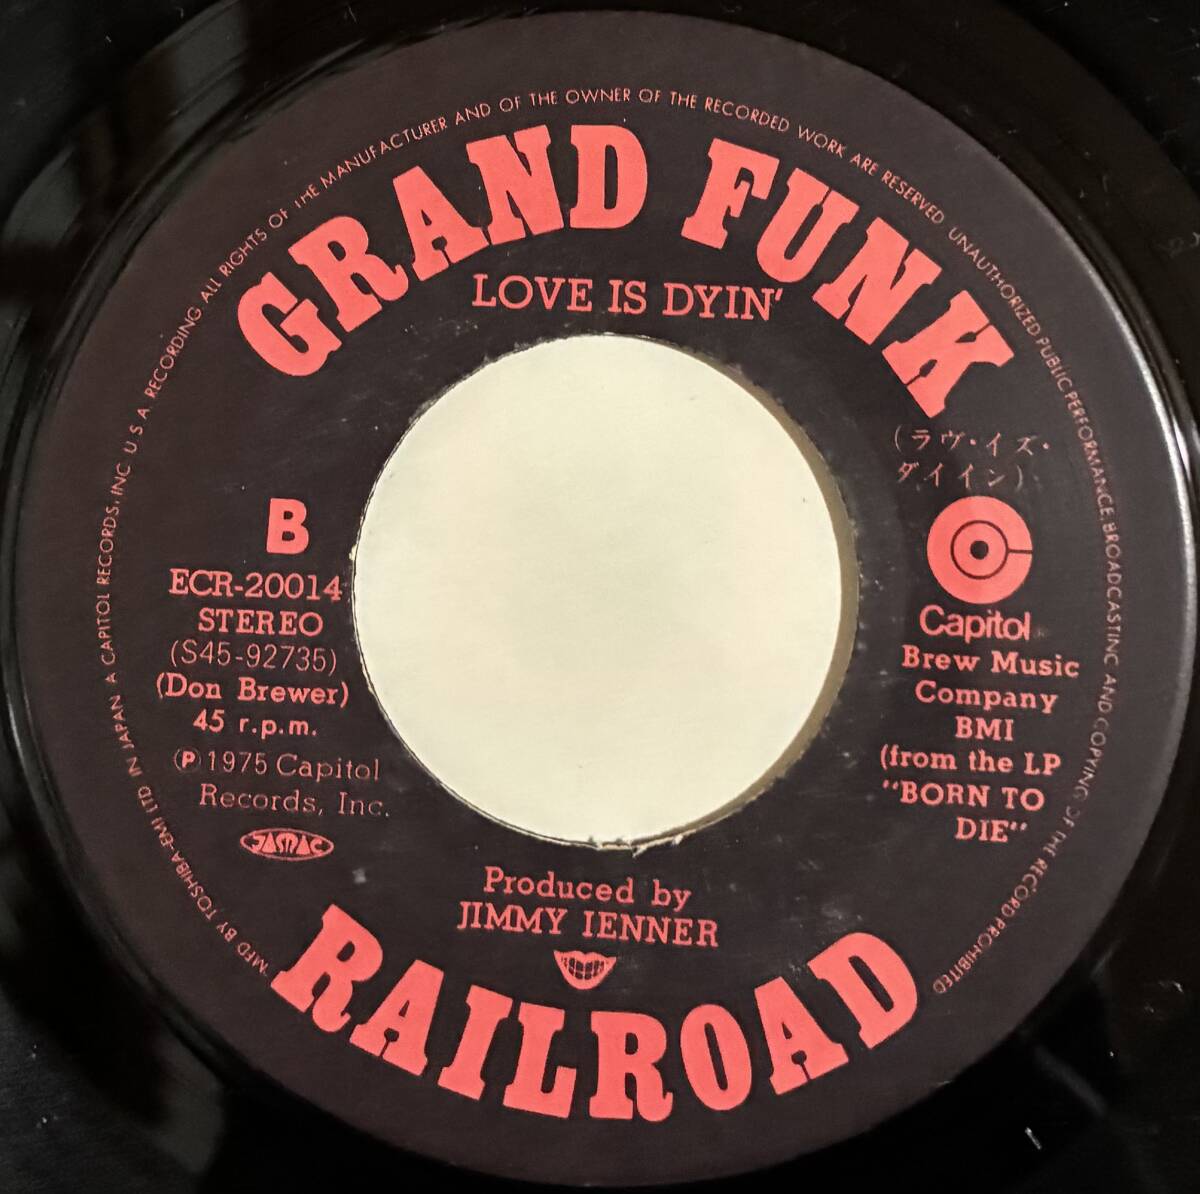 GRAND FUNK
LOVE IS DYIN'
(ラヴ・イズ・
ダイイン)
B
ECR-20014
STEREO
(S45-92735)
(Don Brewer)
45 r.p.m.
Ⓟ1975 Capitol
Records, Inc.
JASRAC
Capitol
Brew Music
Company
BMI
(from the LP
"BORN TO
DIE"
Produced by
JIMMY IENNER
RAILROAD
MFD BY TOSHIBA-EMI LTD IN JAPAN A CAPITOL RECORDS, INC U.S.A. RECORDING ALL RIGHTS OF THE MANUFACTURER AND OF THE OWNER OF THE RECORDED WORK ARE RESERVED UNAUTHORIZED PUBLIC PERFORMANCE BROADCASTING AND COPYING OF THE RECORD PROHIBITED